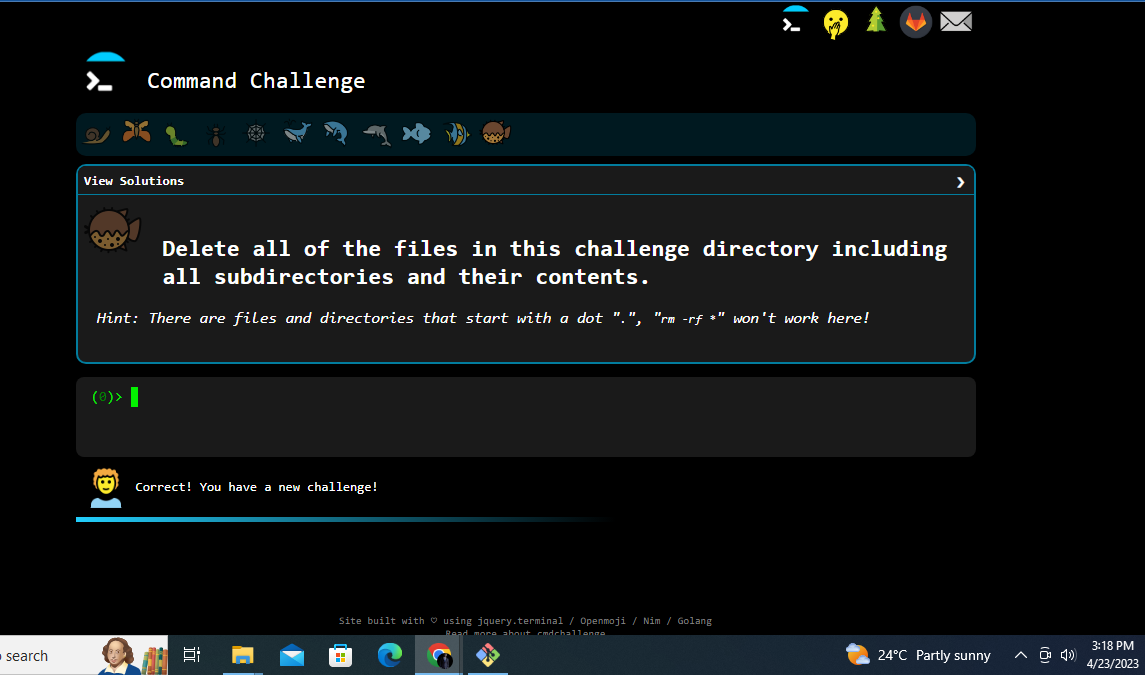 Command Challenge
View Solutions
Delete all of the files in this challenge directory including
all subdirectories and their contents.
Hint: There are files and directories that start with a dot ".", "rm -rf *" won't work here!
(0)>
Correct! You have a new challenge!
Site built with ♡ using jquery.terminal / Openmoji / Nim / Golang
Read more about cmdchallenge
search
24°C Partly sunny
3:18 PM
4/23/2023